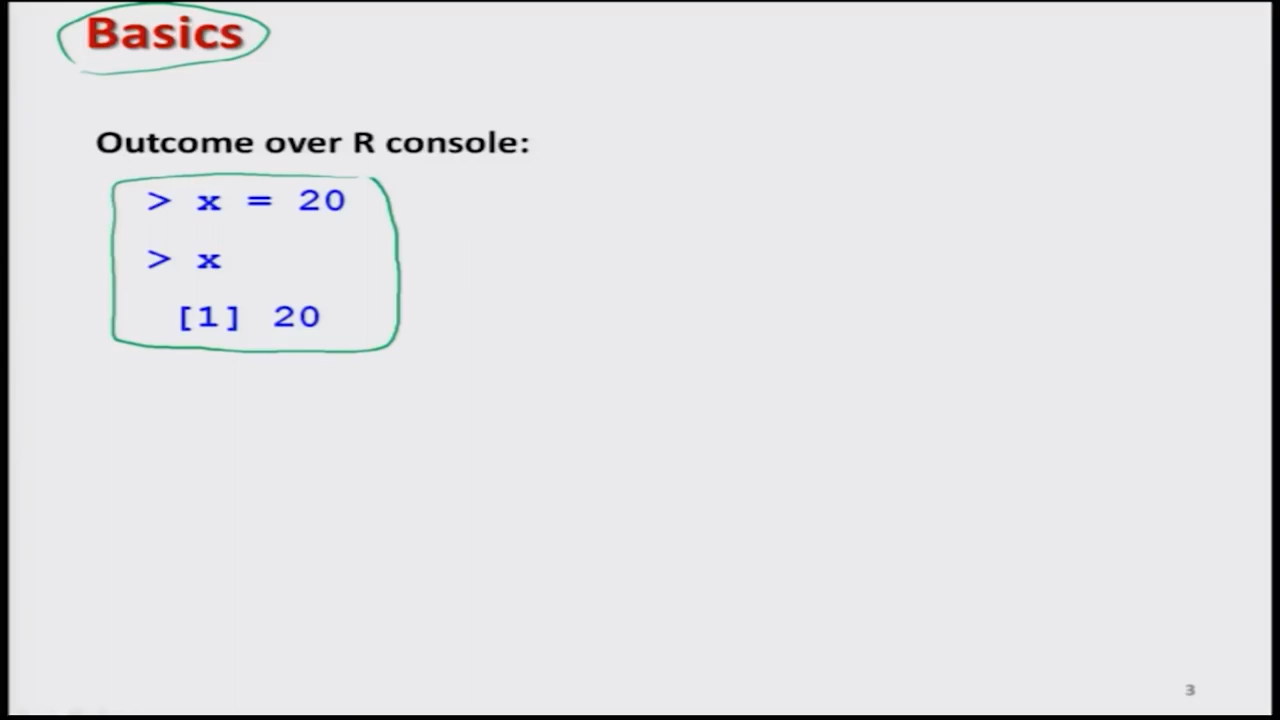 Basics
Outcome over R console:
> x = 20
> x
[1] 20
3